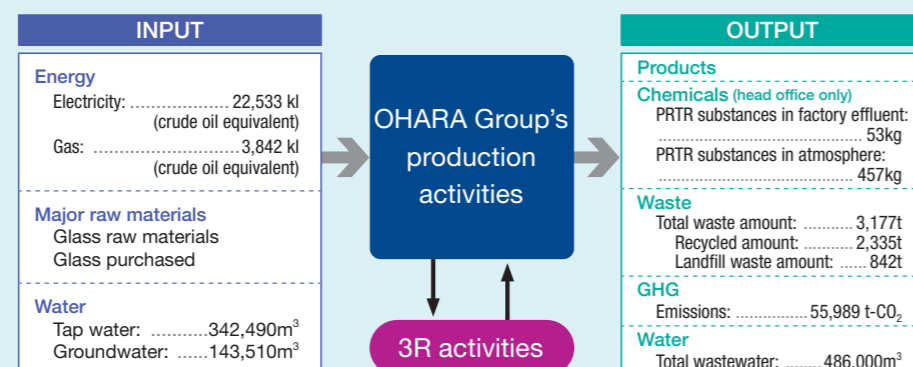 INPUT
Energy
Electricity: .................. 22,533 kl
(crude oil equivalent)
Gas: ...........................3,842 kl
(crude oil equivalent)
Major raw materials
Glass raw materials
Glass purchased
Water
Tap water: ...........342,490m³
Groundwater: ......143,510m³
OHARA Group's
production
activities
3R activities
OUTPUT
Products
Chemicals (head office only)
PRTR substances in factory effluent:
..................................... 53kg
PRTR substances in atmosphere:
................................... 457kg
Waste
Total waste amount: ......... 3,177t
Recycled amount: ........... 2,335t
Landfill waste amount: ...... 842t
GHG
Emissions: ................55,989 t-CO₂
Water
Total wastewater: ........ 486,000m³